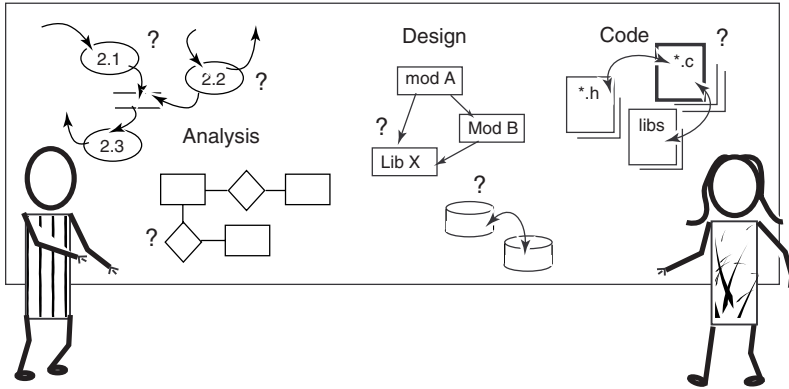 ?
2.1
2.2
?
2.3
Analysis
?
Design
mod A
?
Mod B
Lib X
?
Code
?
*.c
*.h
libs